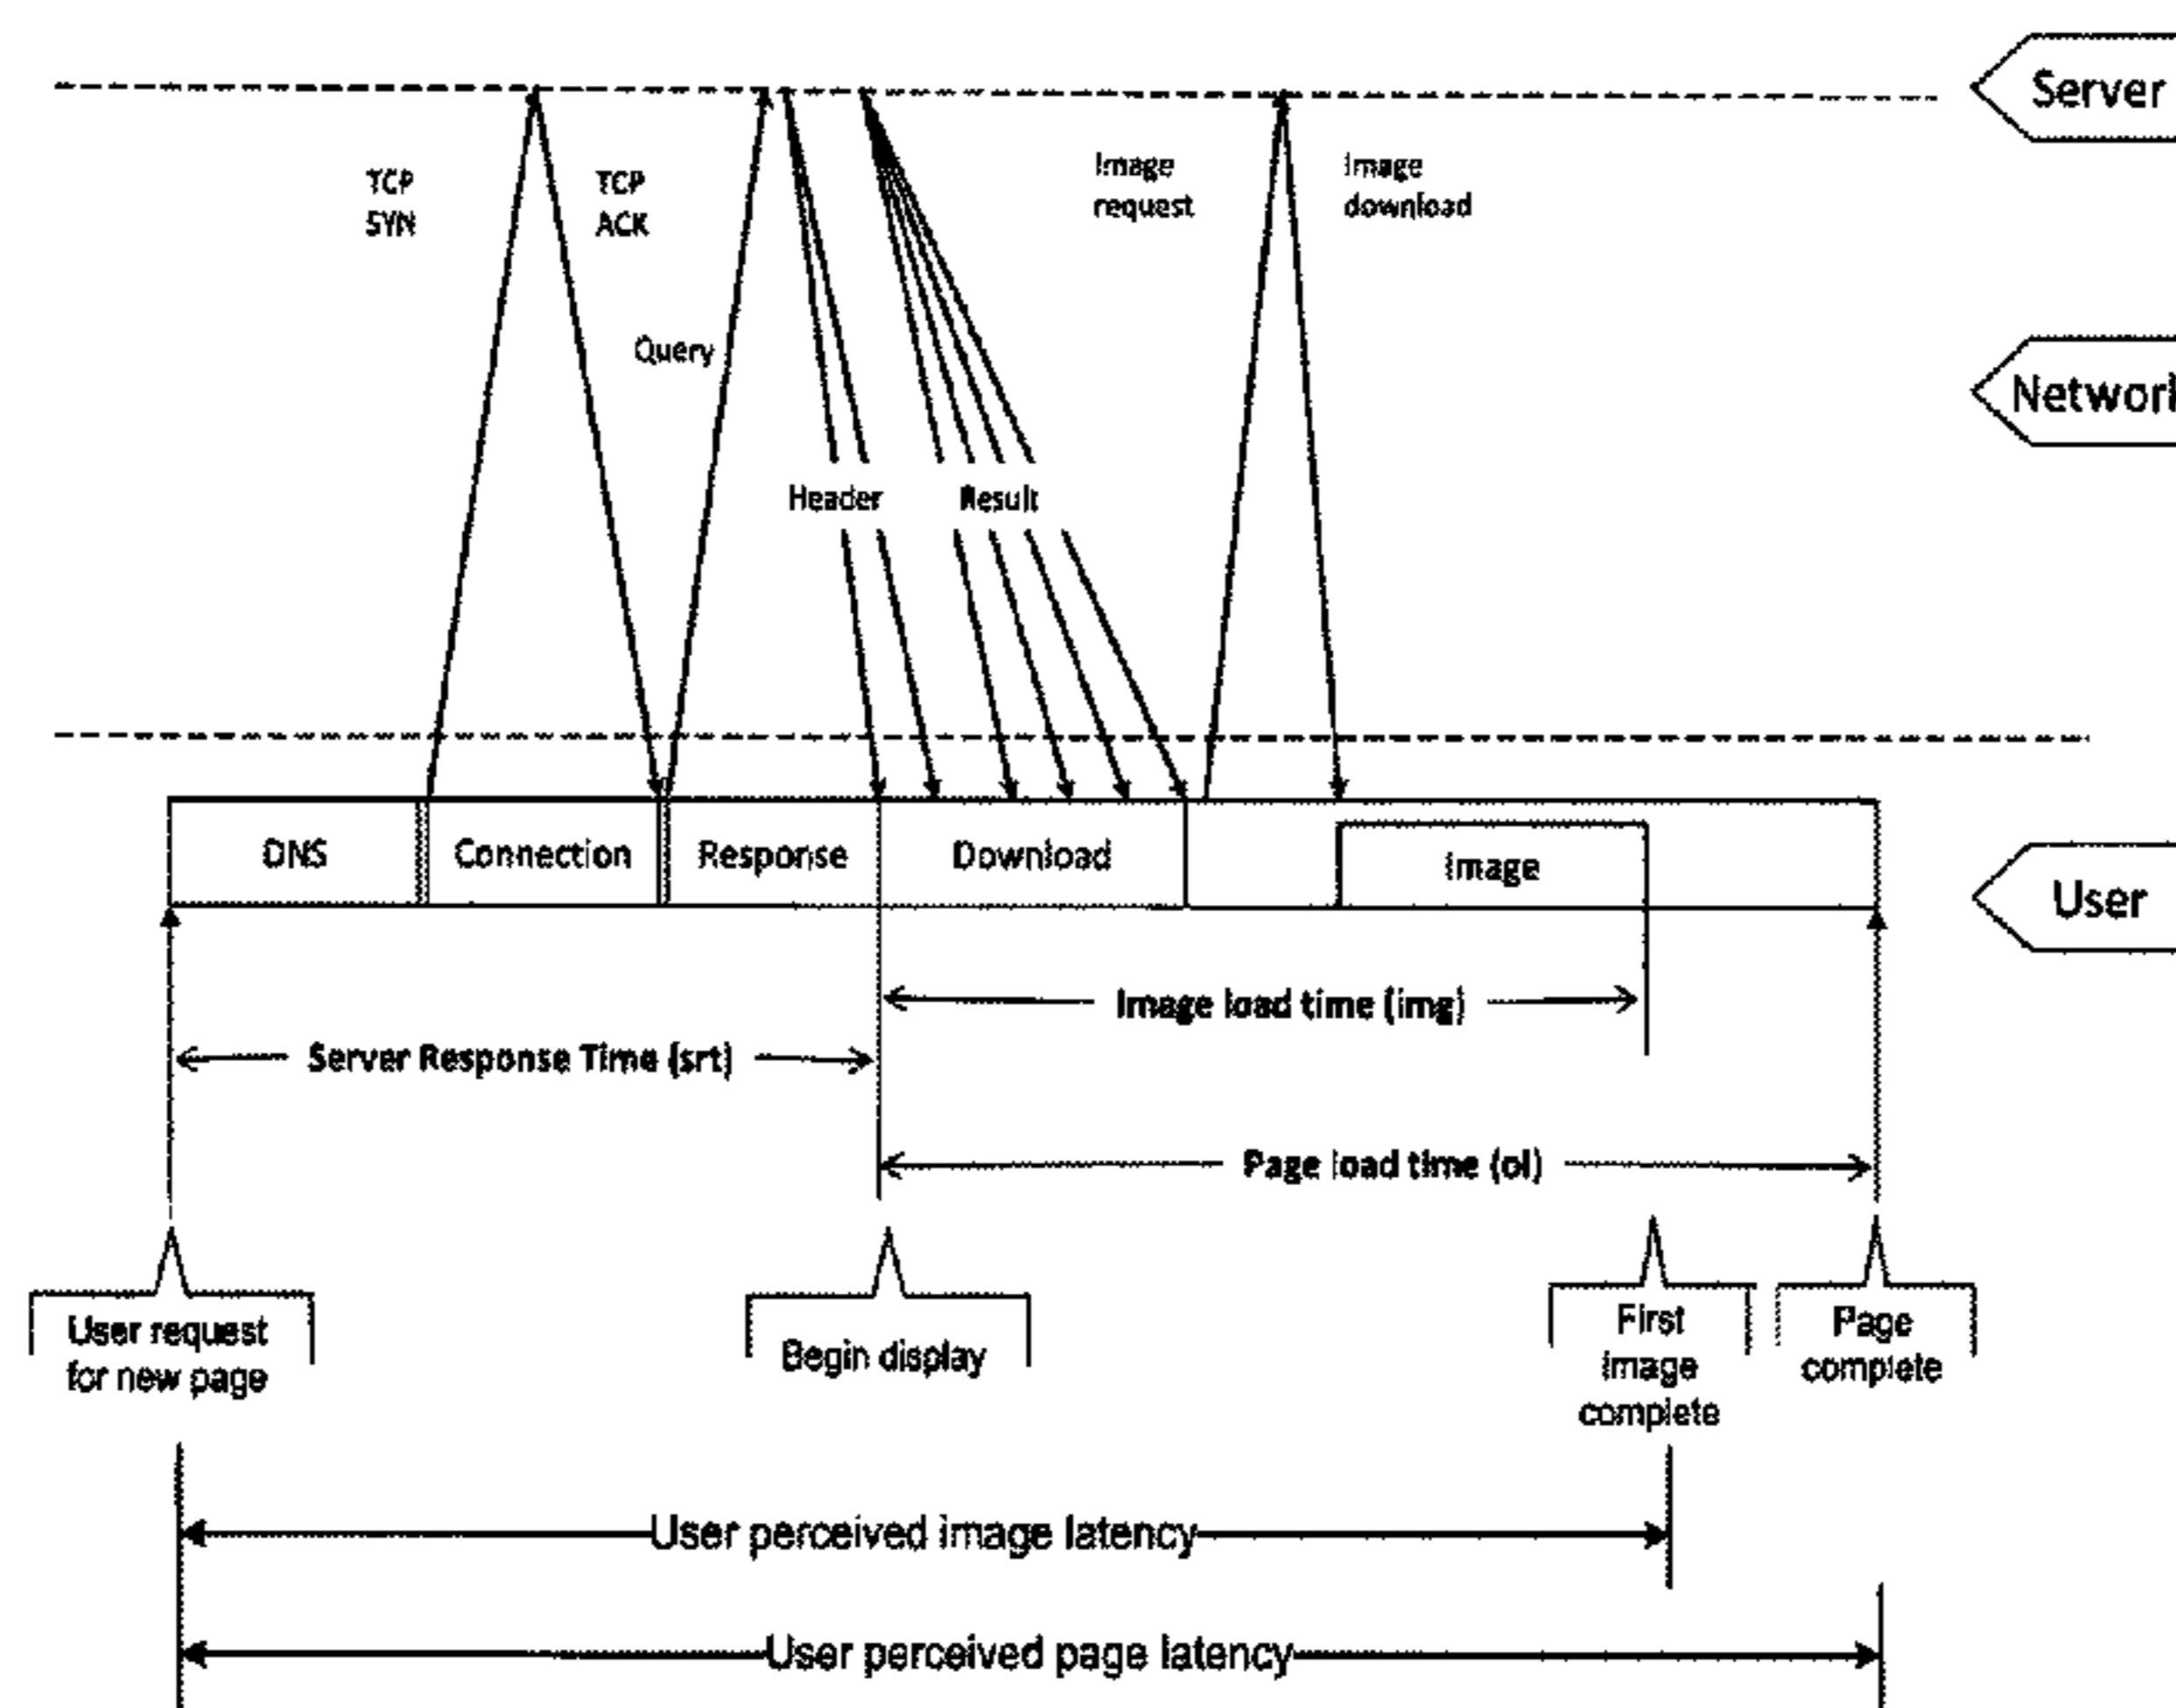 Server
TCP
SYN
TCP
ACK
Image
request
Image
download
Query
Network
Header
Result
DNS
Connection
Response
Download
Image
User
Image load time (img)
Server Response Time (srt)
Page load time (ol)
User request
for new page
Begin display
First
image
complete
Page
complete
User perceived image latency
User perceived page latency